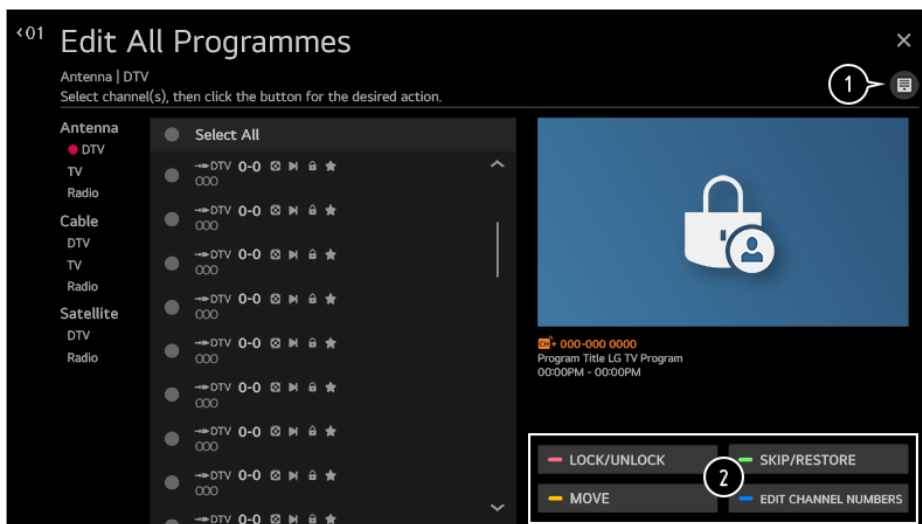 <01 Edit All Programmes
Antenna | DTV
Select channel(s), then click the button for the desired action.
1
Antenna
DTV
TV
Radio
Cable
DTV
TV
Radio
Satellite
DTV
Radio
Select All
DTV 0-0
000
DTV 0-0
000
DTV 0-0
000
DTV 0-0
000
DTV 0-0
000
DTV 0-0
000
DTV 0-0
000
DTV 0-0
000
DTV 0-0
CH+ 000-000 0000
Program Title LG TV Program
00:00PM - 00:00PM
LOCK/UNLOCK
SKIP/RESTORE
2
MOVE
EDIT CHANNEL NUMBERS